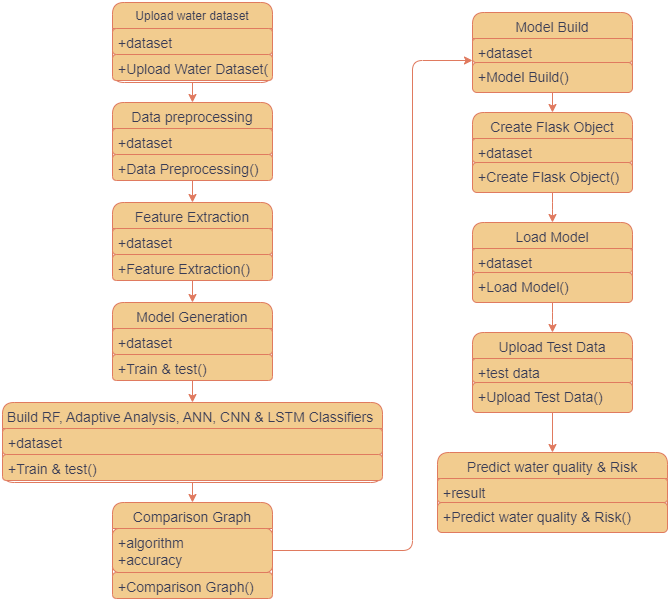 Upload water dataset
+dataset
+Upload Water Dataset(
Data preprocessing
+dataset
+Data Preprocessing()
Feature Extraction
+dataset
+Feature Extraction()
Model Generation
+dataset
+Train & test()
Build RF, Adaptive Analysis, ANN, CNN & LSTM Classifiers
+dataset
+Train & test()
Comparison Graph
+algorithm
+accuracy
+Comparison Graph()
Model Build
+dataset
+Model Build()
Create Flask Object
+dataset
+Create Flask Object()
Load Model
+dataset
+Load Model()
Upload Test Data
+test data
+Upload Test Data()
Predict water quality & Risk
+result
+Predict water quality & Risk()